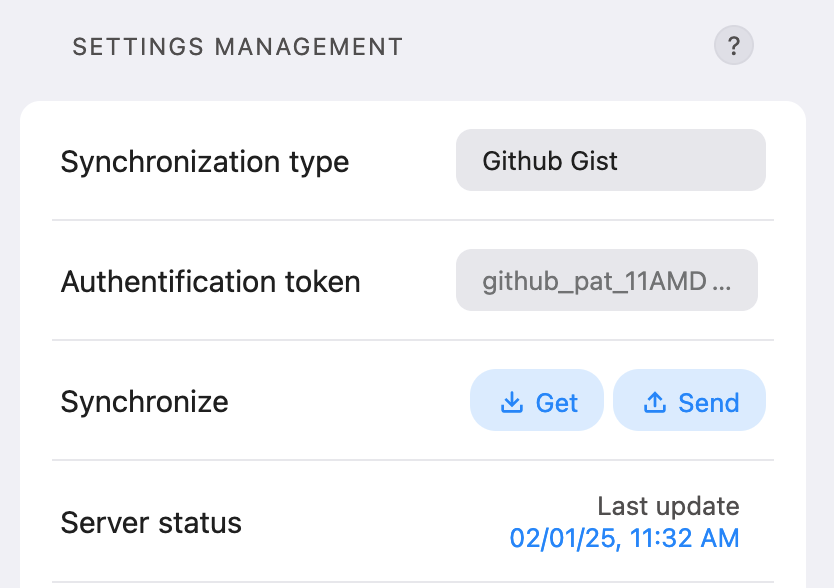 SETTINGS MANAGEMENT ?
Synchronization type Github Gist
Authentification token github_pat_11AMD ...
Synchronize Get Send
Server status Last update
02/01/25, 11:32 AM